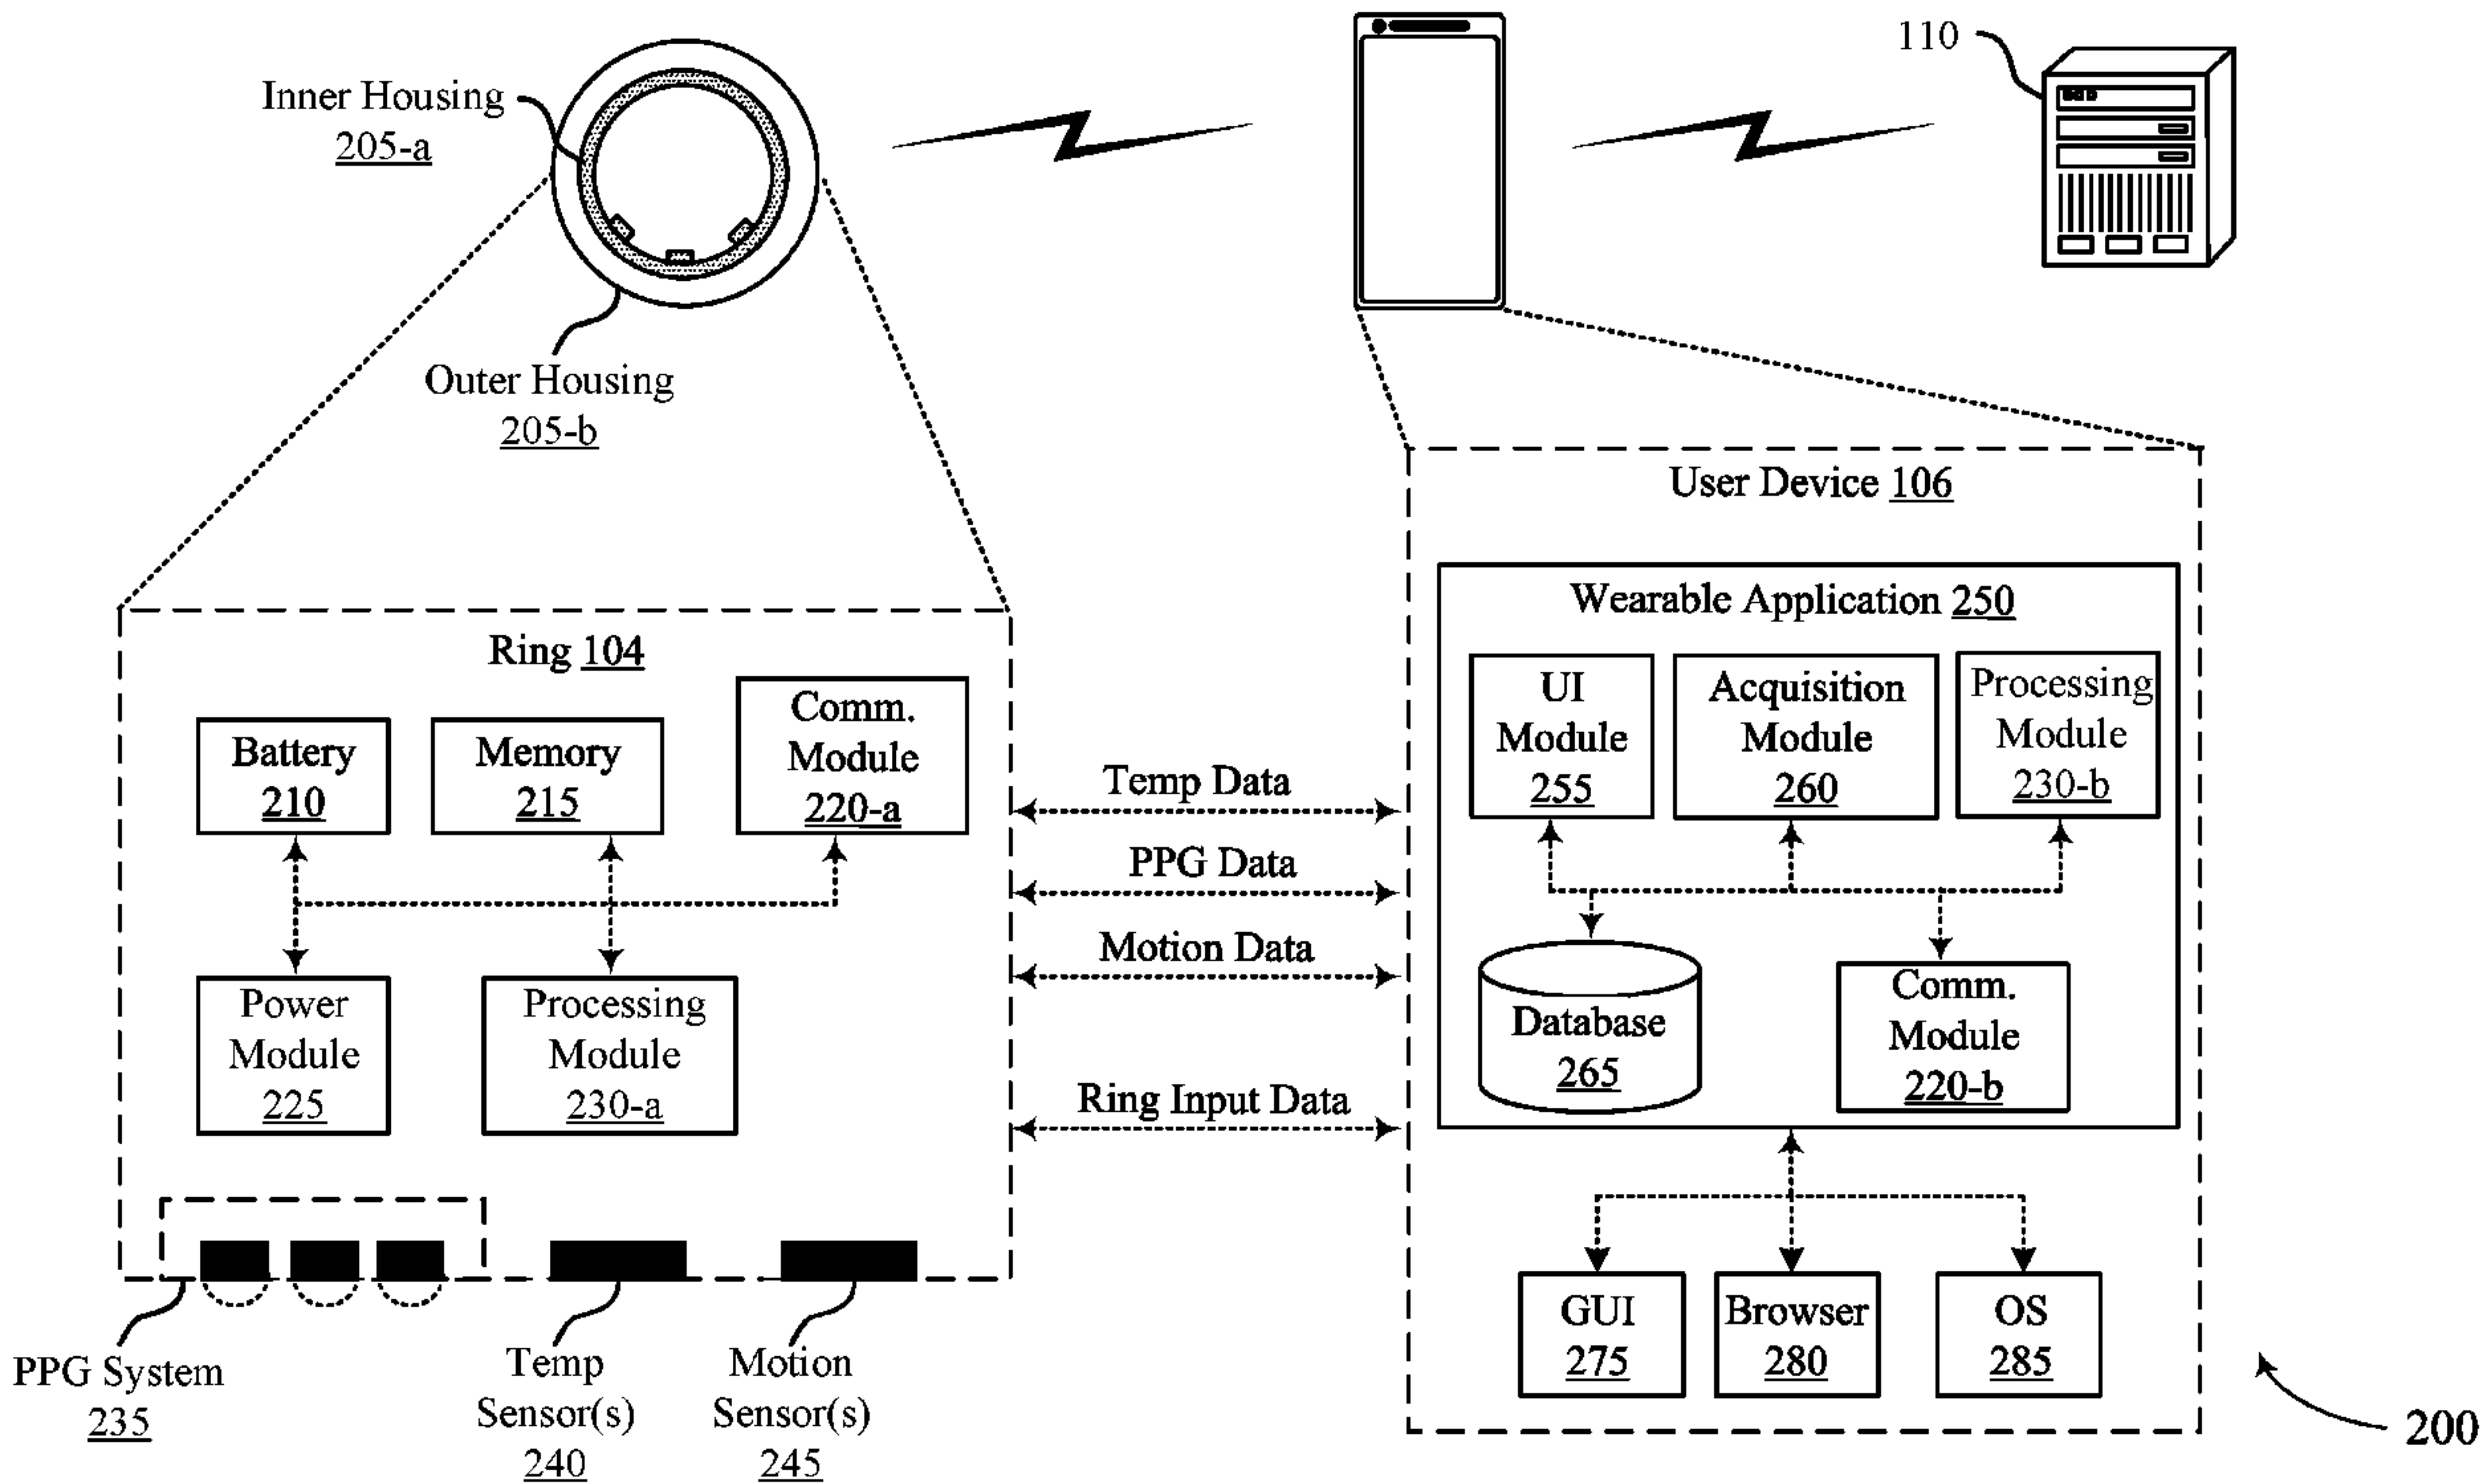 110
Inner Housing
205-a
Outer Housing
205-b
User Device 106
Wearable Application 250
UI
Module
255
Acquisition
Module
260
Processing
Module
230-b
Database
265
Comm.
Module
220-b
GUI
275
Browser
280
OS
285
Ring 104
Battery
210
Memory
215
Comm.
Module
220-a
Power
Module
225
Processing
Module
230-a
Temp Data
PPG Data
Motion Data
Ring Input Data
PPG System
235
Temp
Sensor(s)
240
Motion
Sensor(s)
245
200